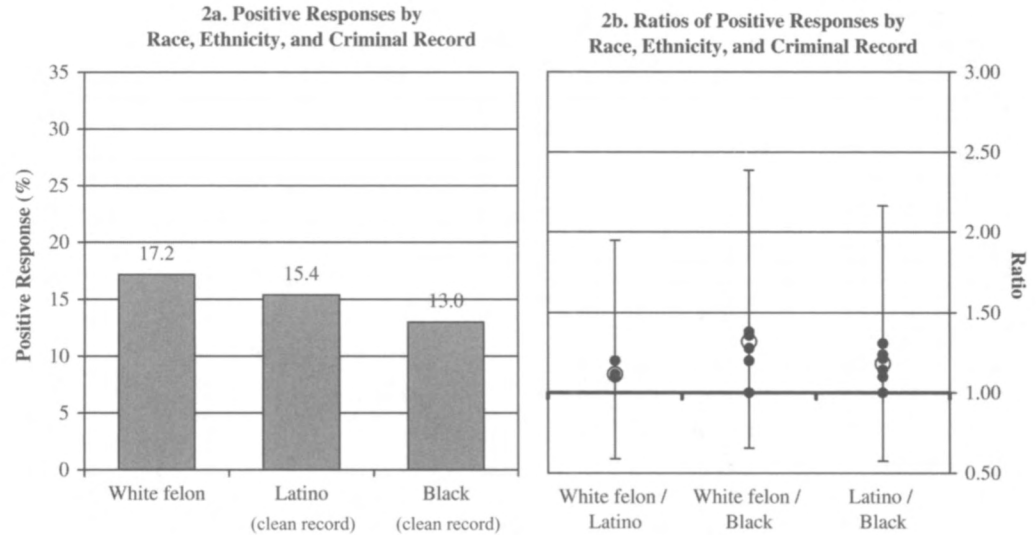 2a. Positive Responses by
Race, Ethnicity, and Criminal Record
35
30
25
20
15
10
5
0
Positive Response (%)
17.2
15.4
13.0
White felon
Latino
(clean record)
Black
(clean record)
2b. Ratios of Positive Responses by
Race, Ethnicity, and Criminal Record
3.00
2.50
2.00
1.50
1.00
0.50
Ratio
White felon /
Latino
White felon /
Black
Latino /
Black